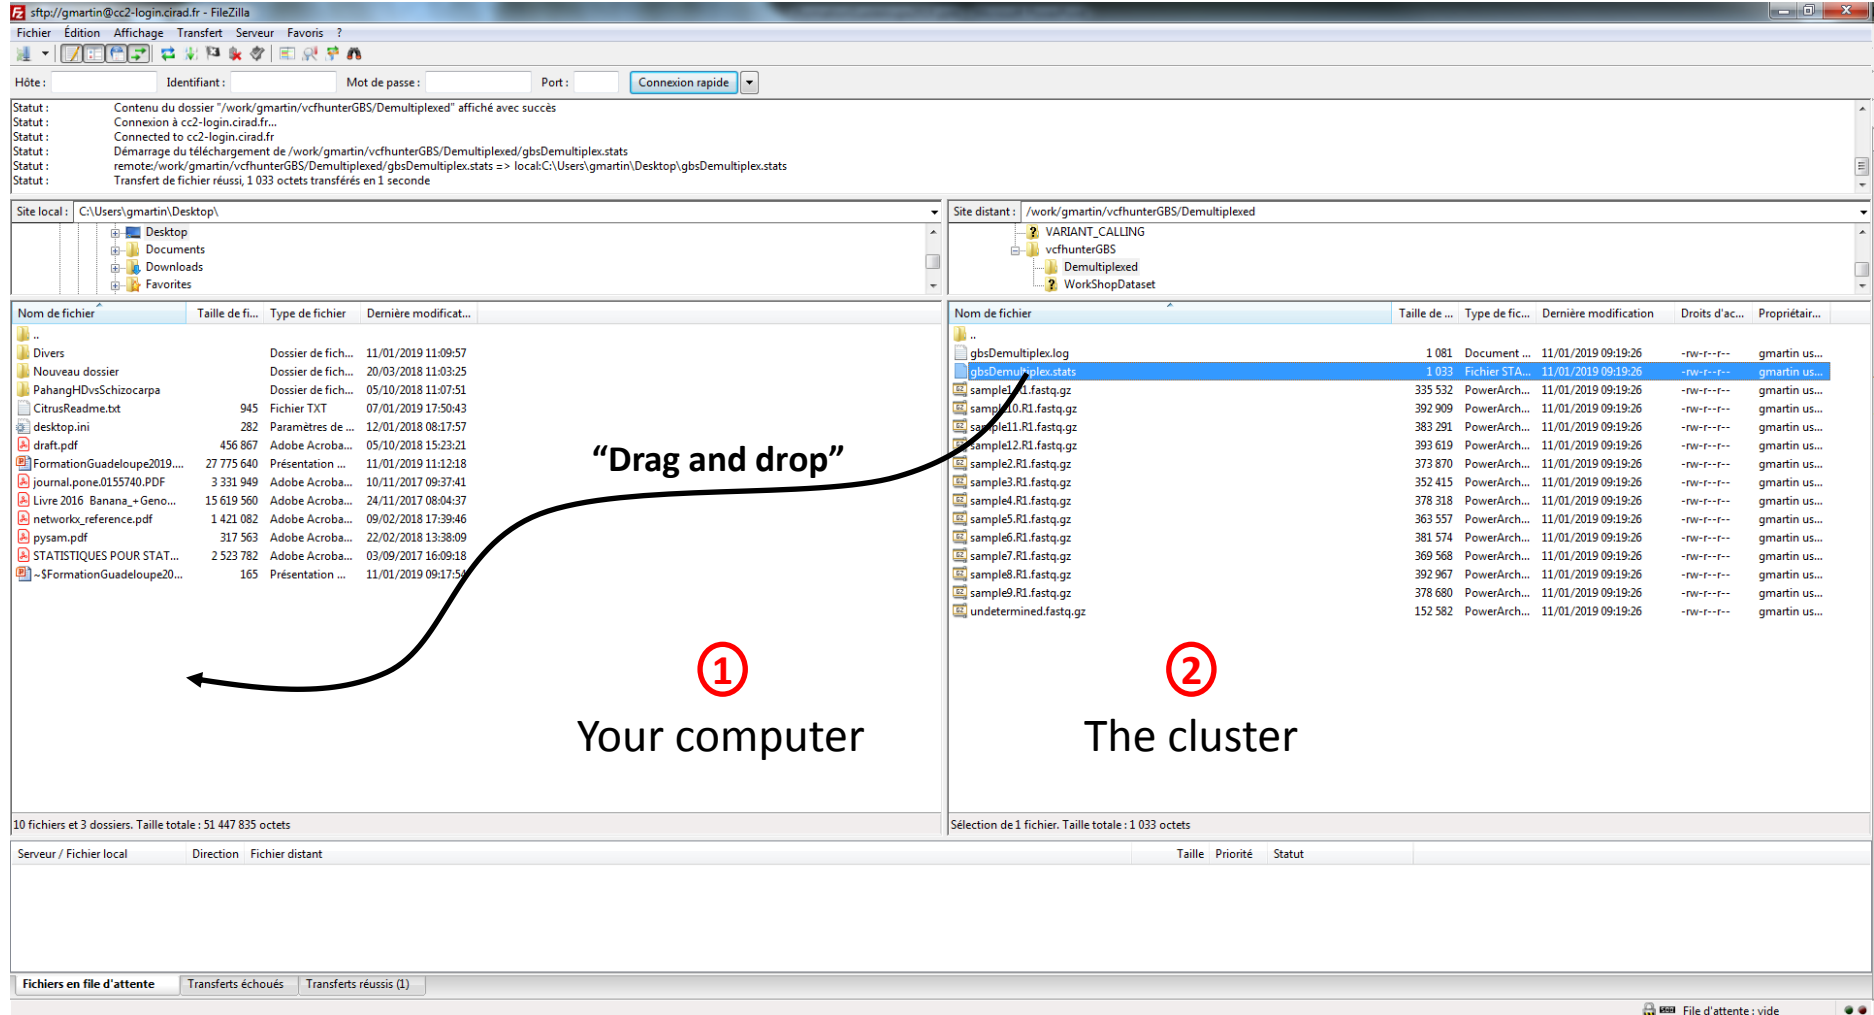 sftp://gmartin@cc2-login.cirad.fr - FileZilla
Fichier Édition Affichage Transfert Serveur Favoris ?
Hôte : Identifiant : Mot de passe : Port : Connexion rapide
Statut : Contenu du dossier "/work/gmartin/vcfhunterGBS/Demultiplexed" affiché avec succès
Statut : Connexion à cc2-login.cirad.fr...
Statut : Connected to cc2-login.cirad.fr
Statut : Démarrage du téléchargement de /work/gmartin/vcfhunterGBS/Demultiplexed/gbsDemultiplex.stats
Statut : remote:/work/gmartin/vcfhunterGBS/Demultiplexed/gbsDemultiplex.stats => local:C:\Users\gmartin\Desktop\gbsDemultiplex.stats
Statut : Transfert de fichier réussi, 1 033 octets transférés en 1 seconde
Site local : C:\Users\gmartin\Desktop\
Desktop
Documents
Downloads
Favorites
Nom de fichier Taille de fi... Type de fichier Dernière modificat...
..
Divers Dossier de fich... 11/01/2019 11:09:57
Nouveau dossier Dossier de fich... 20/03/2018 11:03:25
PahangHDvsSchizocarpa Dossier de fich... 05/10/2018 11:07:51
CitrusReadme.txt 945 Fichier TXT 07/01/2019 17:50:43
desktop.ini 282 Paramètres de ... 12/01/2018 08:17:57
draft.pdf 456 867 Adobe Acroba... 05/10/2018 15:23:21
FormationGuadeloupe2019.... 27 775 640 Présentation ... 11/01/2019 11:12:18
journal.pone.0155740.PDF 3 331 949 Adobe Acroba... 10/11/2017 09:37:41
Livre 2016 Banana_+Geno... 15 619 560 Adobe Acroba... 24/11/2017 08:04:37
networkx_reference.pdf 1 421 082 Adobe Acroba... 09/02/2018 17:39:46
pysam.pdf 317 563 Adobe Acroba... 22/02/2018 13:38:09
STATISTIQUES POUR STAT... 2 523 782 Adobe Acroba... 03/09/2017 16:09:18
~$FormationGuadeloupe20... 165 Présentation ... 11/01/2019 09:17:54
“Drag and drop”
1
Your computer
10 fichiers et 3 dossiers. Taille totale : 51 447 835 octets
Site distant : /work/gmartin/vcfhunterGBS/Demultiplexed
VARIANT_CALLING
vcfhunterGBS
Demultiplexed
WorkShopDataset
Nom de fichier Taille de ... Type de fic... Dernière modification Droits d'ac... Propriétair...
..
gbsDemultiplex.log 1 081 Document ... 11/01/2019 09:19:26 -rw-r--r-- gmartin us...
gbsDemultiplex.stats 1 033 Fichier STA... 11/01/2019 09:19:26 -rw-r--r-- gmartin us...
sample1.R1.fastq.gz 335 532 PowerArch... 11/01/2019 09:19:26 -rw-r--r-- gmartin us...
sample10.R1.fastq.gz 392 909 PowerArch... 11/01/2019 09:19:26 -rw-r--r-- gmartin us...
sample11.R1.fastq.gz 383 291 PowerArch... 11/01/2019 09:19:26 -rw-r--r-- gmartin us...
sample12.R1.fastq.gz 393 619 PowerArch... 11/01/2019 09:19:26 -rw-r--r-- gmartin us...
sample2.R1.fastq.gz 373 870 PowerArch... 11/01/2019 09:19:26 -rw-r--r-- gmartin us...
sample3.R1.fastq.gz 352 415 PowerArch... 11/01/2019 09:19:26 -rw-r--r-- gmartin us...
sample4.R1.fastq.gz 378 318 PowerArch... 11/01/2019 09:19:26 -rw-r--r-- gmartin us...
sample5.R1.fastq.gz 363 557 PowerArch... 11/01/2019 09:19:26 -rw-r--r-- gmartin us...
sample6.R1.fastq.gz 381 574 PowerArch... 11/01/2019 09:19:26 -rw-r--r-- gmartin us...
sample7.R1.fastq.gz 369 568 PowerArch... 11/01/2019 09:19:26 -rw-r--r-- gmartin us...
sample8.R1.fastq.gz 392 967 PowerArch... 11/01/2019 09:19:26 -rw-r--r-- gmartin us...
sample9.R1.fastq.gz 378 680 PowerArch... 11/01/2019 09:19:26 -rw-r--r-- gmartin us...
undetermined.fastq.gz 152 582 PowerArch... 11/01/2019 09:19:26 -rw-r--r-- gmartin us...
2
The cluster
Sélection de 1 fichier. Taille totale : 1 033 octets
Serveur / Fichier local Direction Fichier distant Taille Priorité Statut
Fichiers en file d'attente Transferts échoués Transferts réussis (1)
File d'attente : vide